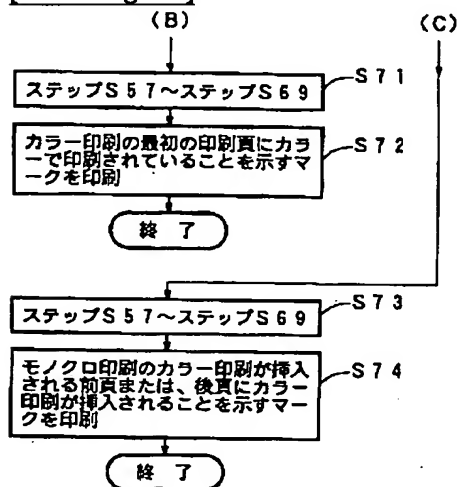 (B)
(C)
ステップS57~ステップS69
S71
カラー印刷の最初の印刷頁にカラ
ーで印刷されていることを示すマ
ークを印刷
S72
終 了
ステップS57~ステップS69
S73
モノクロ印刷のカラー印刷が挿入
される前頁または、後頁にカラー
印刷が挿入されることを示すマー
クを印刷
S74
終 了